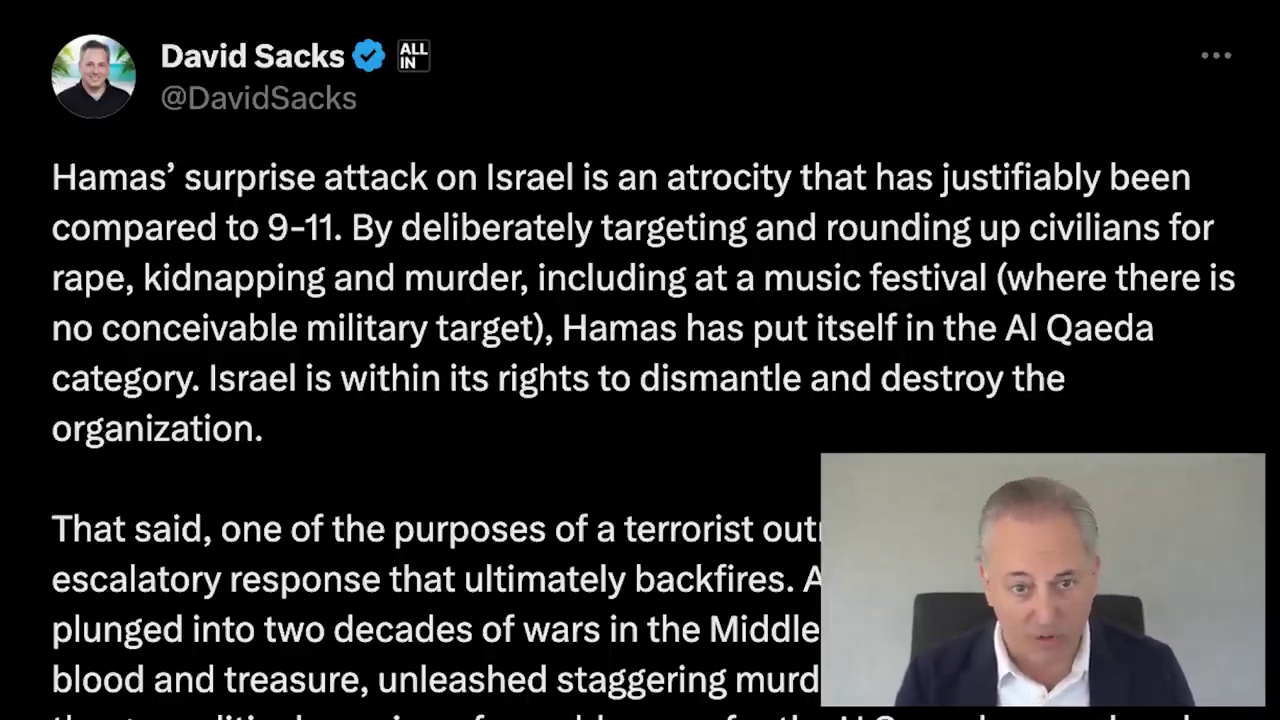 David Sacks ALL IN
@DavidSacks
Hamas’ surprise attack on Israel is an atrocity that has justifiably been
compared to 9-11. By deliberately targeting and rounding up civilians for
rape, kidnapping and murder, including at a music festival (where there is
no conceivable military target), Hamas has put itself in the Al Qaeda
category. Israel is within its rights to dismantle and destroy the
organization.
That said, one of the purposes of a terrorist
escalatory response that ultimately backfires.
plunged into two decades of wars in the Middle
blood and treasure, unleashed staggering